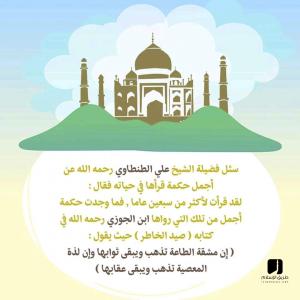 سئل فضيلة الشيخ علي الطنطاوي رحمه الله عن
أجمل حكمة قرأها في حياته فقال :
لقد قرأت لأكثر من سبعين عاما ، فما وجدت حكمة
أجمل من تلك التي رواها ابن الجوزي رحمه الله في
كتابه ( صيد الخاطر ) حيث يقول :
( إن مشقة الطاعة تذهب ويبقى ثوابها وإن لذة
المعصية تذهب ويبقى عقابها )
طريق الإسلام